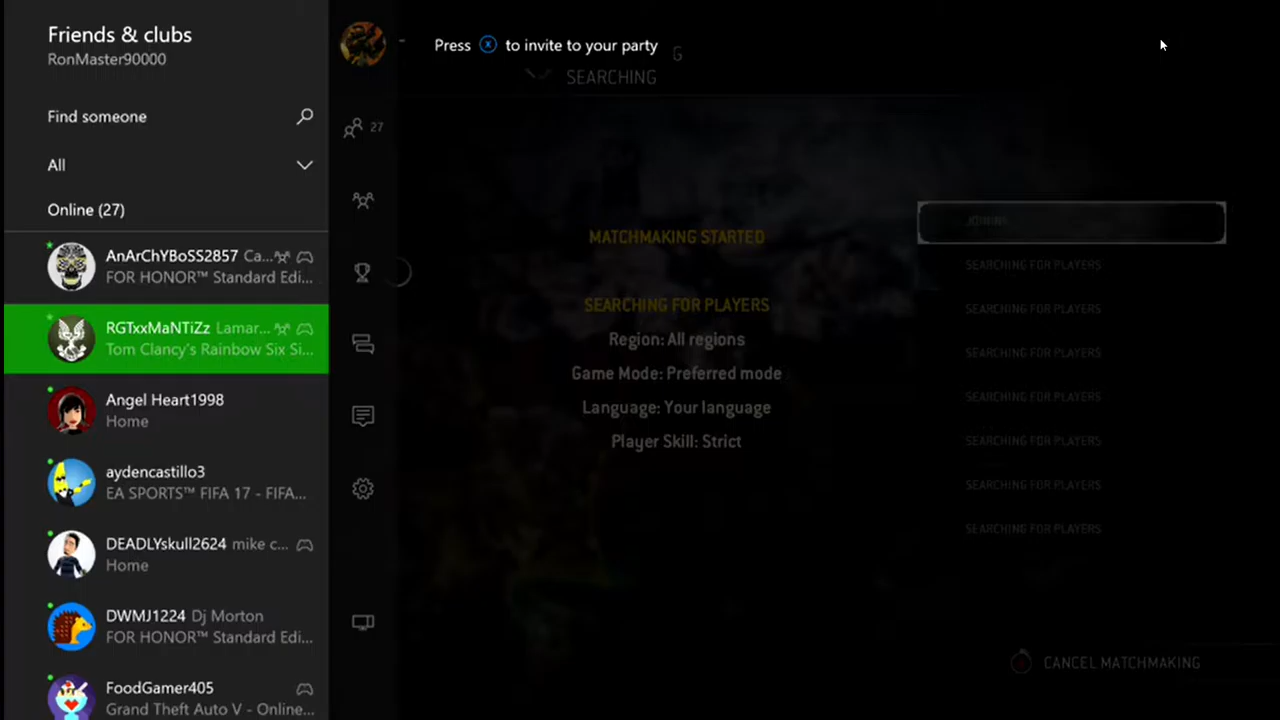 Friends & clubs
RonMaster90000
Find someone
All
Online (27)
AnArChYBoSS2857 Ca...
FOR HONOR™ Standard Edi...
RGTxxMaNTiZz Lamar...
Tom Clancy's Rainbow Six Si...
Angel Heart1998
Home
aydencastillo3
EA SPORTS™ FIFA 17 - FIFA...
DEADLYskull2624 mike c...
Home
DWMJ1224 Dj Morton
FOR HONOR™ Standard Edi...
FoodGamer405
Grand Theft Auto V - Online...
27
Press X to invite to your party
G
SEARCHING
MATCHMAKING STARTED
SEARCHING FOR PLAYERS
Region: All regions
Game Mode: Preferred mode
Language: Your language
Player Skill: Strict
SEARCHING FOR PLAYERS
SEARCHING FOR PLAYERS
SEARCHING FOR PLAYERS
SEARCHING FOR PLAYERS
SEARCHING FOR PLAYERS
SEARCHING FOR PLAYERS
SEARCHING FOR PLAYERS
CANCEL MATCHMAKING